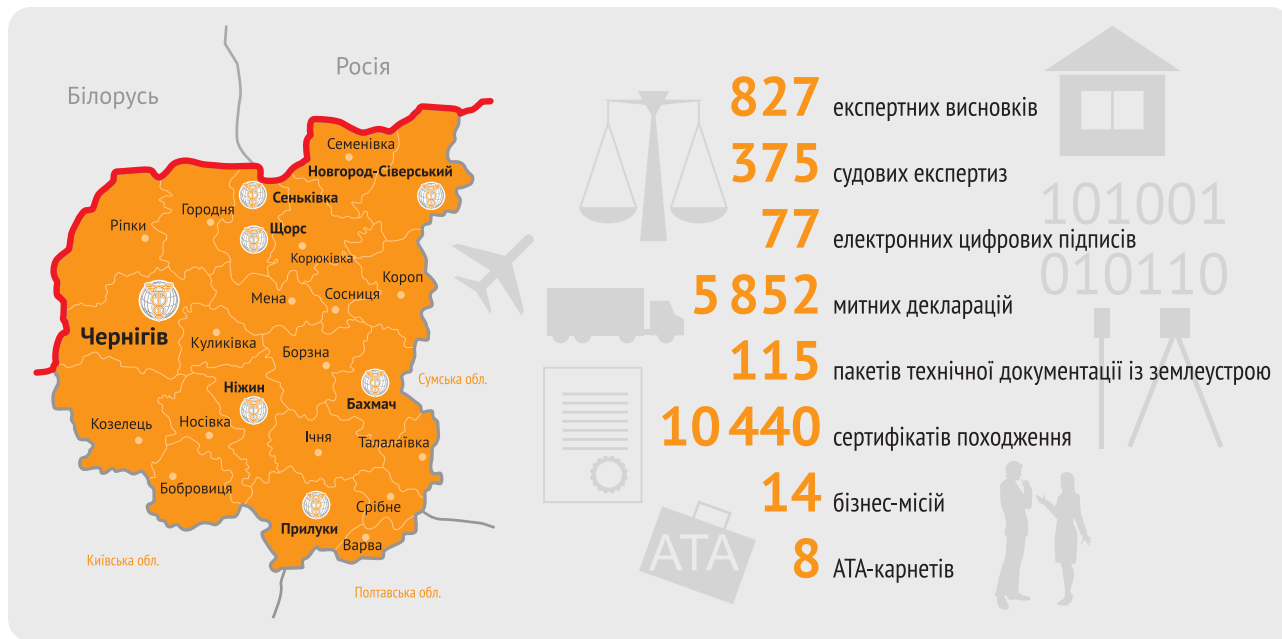 Білорусь
Росія
Семенівка
Новгород-Сіверський
Сеньківка
Городня
Ріпки
Щорс
Корюківка
Короп
Мена
Сосниця
Чернігів
Куликівка
Борзна
Сумська обл.
Ніжин
Бахмач
Козелець
Носівка
Ічня
Талалаївка
Бобровиця
Срібне
Прилуки
Варва
Київська обл.
Полтавська обл.
827 експертних висновків
375 судових експертиз
101001
77 електронних цифрових підписів
010110
5 852 митних декларацій
115 пакетів технічної документації із землеустрою
10 440 сертифікатів походження
14 бізнес-місій
ATA
8 АТА-карнетів